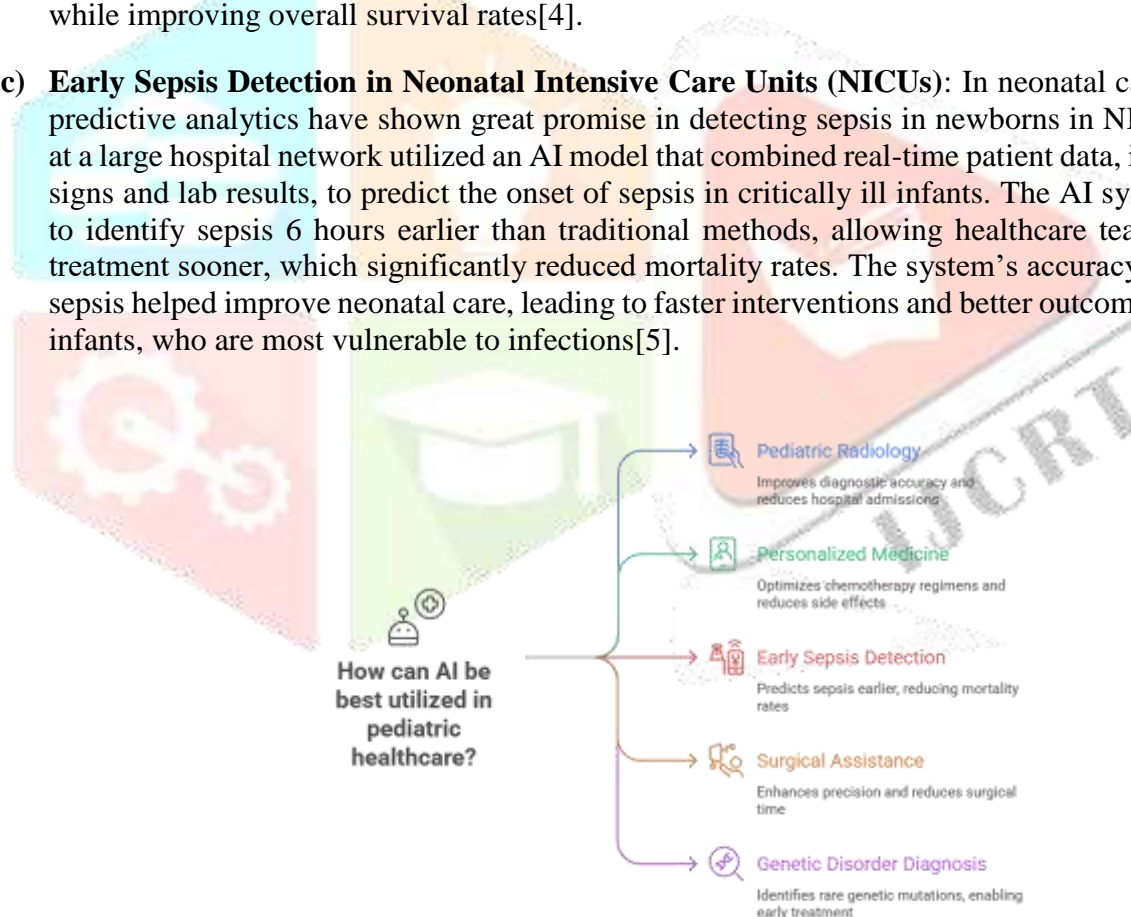 while improving overall survival rates[4].
c) Early Sepsis Detection in Neonatal Intensive Care Units (NICUs): In neonatal
predictive analytics have shown great promise in detecting sepsis in newborns in
at a large hospital network utilized an AI model that combined real-time patient data,
signs and lab results, to predict the onset of sepsis in critically ill infants. The AI
to identify sepsis 6 hours earlier than traditional methods, allowing healthcare
treatment sooner, which significantly reduced mortality rates. The system’s accuracy
sepsis helped improve neonatal care, leading to faster interventions and better
infants, who are most vulnerable to infections[5].
IJCRT
How can AI be
best utilized in
pediatric
healthcare?
Pediatric Radiology
Improves diagnostic accuracy and
reduces hospital admissions
Personalized Medicine
Optimizes chemotherapy regimens and
reduces side effects
Early Sepsis Detection
Predicts sepsis earlier, reducing mortality
rates
Surgical Assistance
Enhances precision and reduces surgical
time
Genetic Disorder Diagnosis
Identifies rare genetic mutations, enabling
early treatment